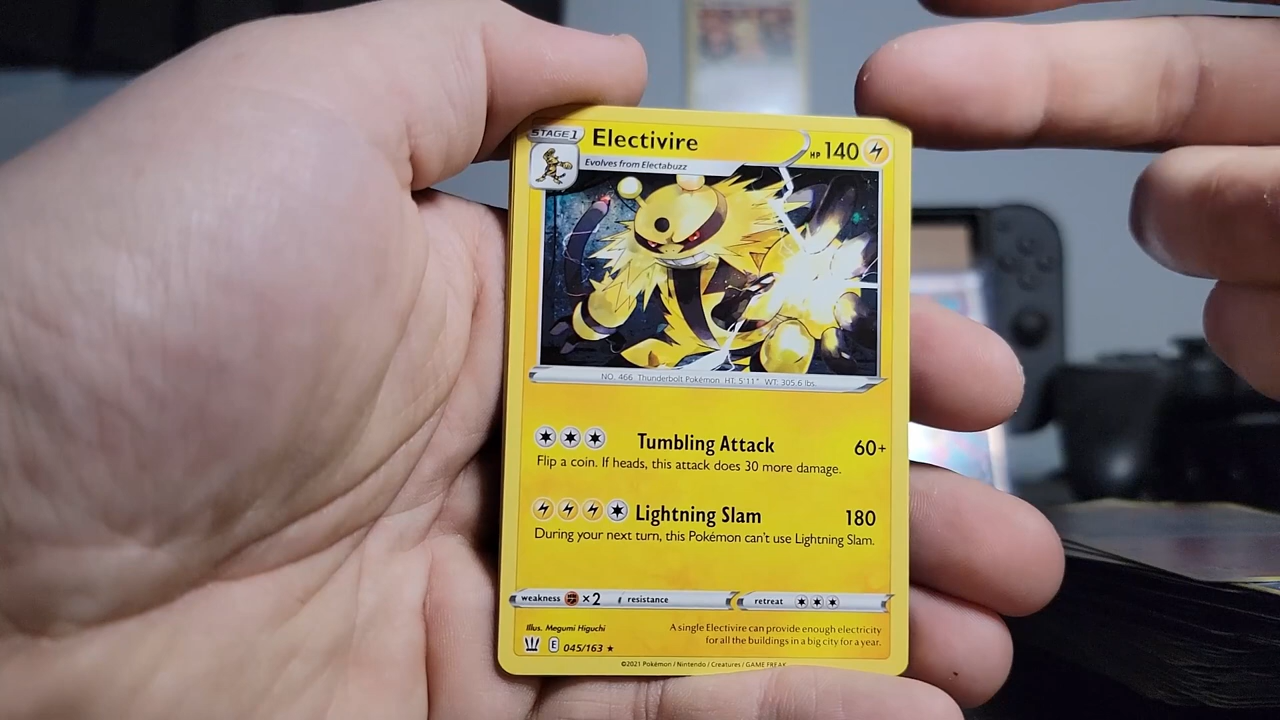 STAGE 1
Electivire
HP 140
Evolves from Electabuzz
NO. 466 Thunderbolt Pokémon HT: 5'11" WT: 305.6 lbs.
Tumbling Attack 60+
Flip a coin. If heads, this attack does 30 more damage.
Lightning Slam 180
During your next turn, this Pokémon can't use Lightning Slam.
weakness ×2 resistance retreat
Illus. Megumi Higuchi
A single Electivire can provide enough electricity
for all the buildings in a big city for a year.
E 045/163 ★
©2021 Pokémon / Nintendo / Creatures / GAME FREAK